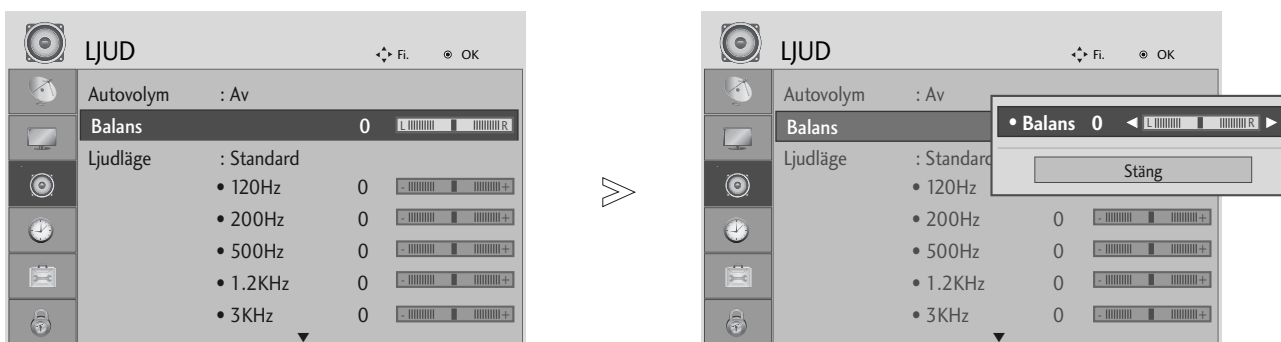 LJUD Fi. OK
Autovolym : Av
Balans 0 L R
Ljudläge : Standard
• 120Hz 0 - +
• 200Hz 0 - +
• 500Hz 0 - +
• 1.2KHz 0 - +
• 3KHz 0 - +
LJUD Fi. OK
Autovolym : Av
Balans
Ljudläge : Standard
• 120Hz
• 200Hz 0 - +
• 500Hz 0 - +
• 1.2KHz 0 - +
• 3KHz 0 - +
• Balans 0 ◄ L R ►
Stäng